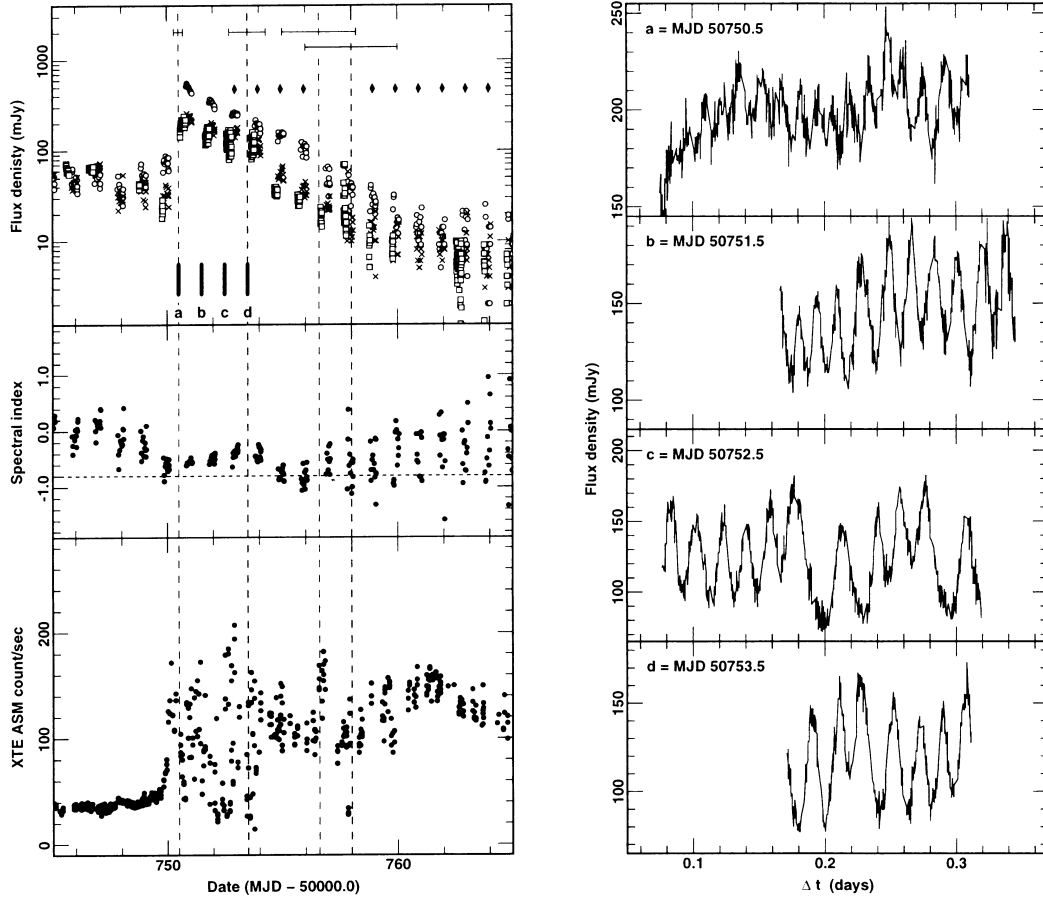 Flux denisty (mJy)
1000
100
10
a b c d
Spectral index
1.0
0.0
-1.0
XTE ASM count/sec
200
100
0
750 760
Date (MJD − 50000.0)
Flux density (mJy)
a = MJD 50750.5
250
200
150
b = MJD 50751.5
150
100
c = MJD 50752.5
200
150
100
d = MJD 50753.5
150
100
0.1 0.2 0.3
Δ t (days)